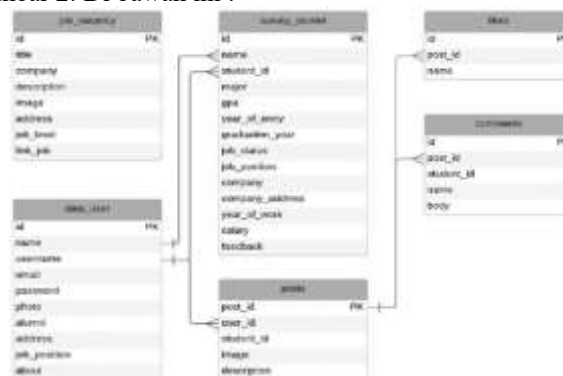 job_vacancy
id PK
title
company
description
image
address
job_level
link_job
data_user
id PK
name
username
email
password
photo
alumni
address
job_position
about
id PK
name
student_id
major
gpa
year_of_entry
graduation_year
job_status
job_position
company
company_address
year_of_work
salary
feedback
posts
post_id PK
user_id
student_id
image
description
likes
id
post_id
name
comments
id
post_id
student_id
name
body